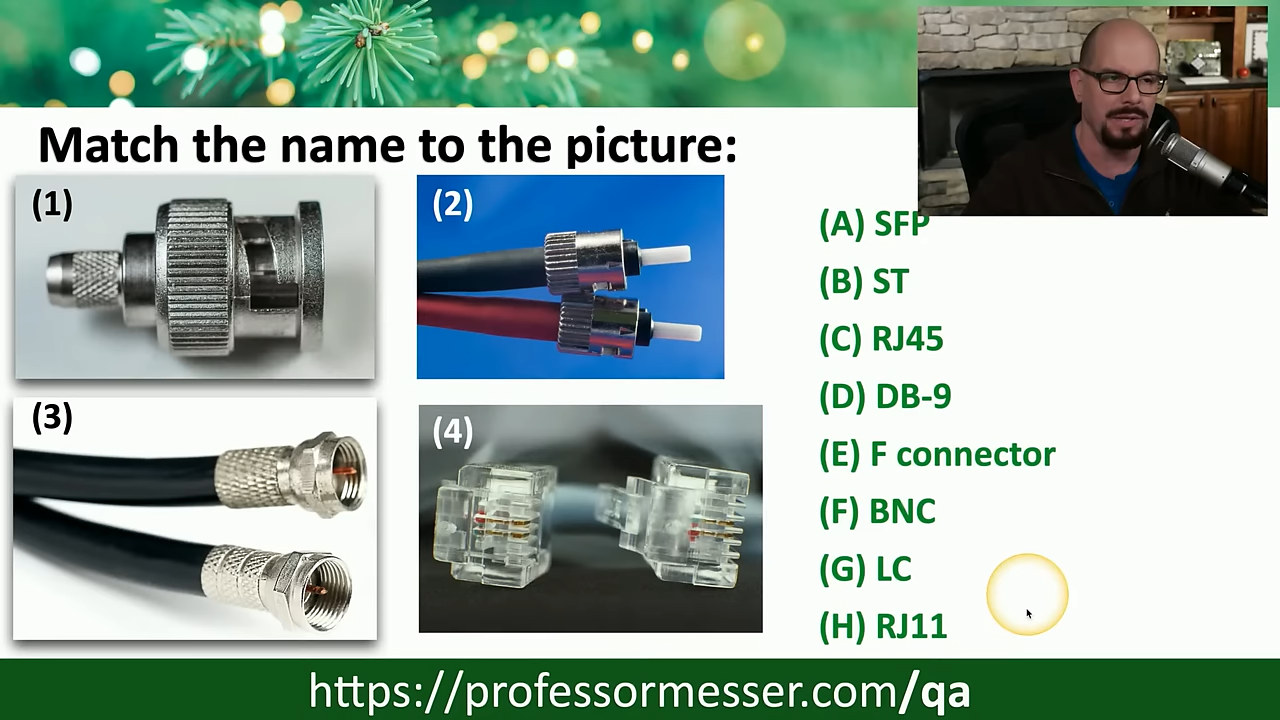 Match the name to the picture:
(1)
(2)
(3)
(4)
(A) SFP
(B) ST
(C) RJ45
(D) DB-9
(E) F connector
(F) BNC
(G) LC
(H) RJ11
https://professormesser.com/qa